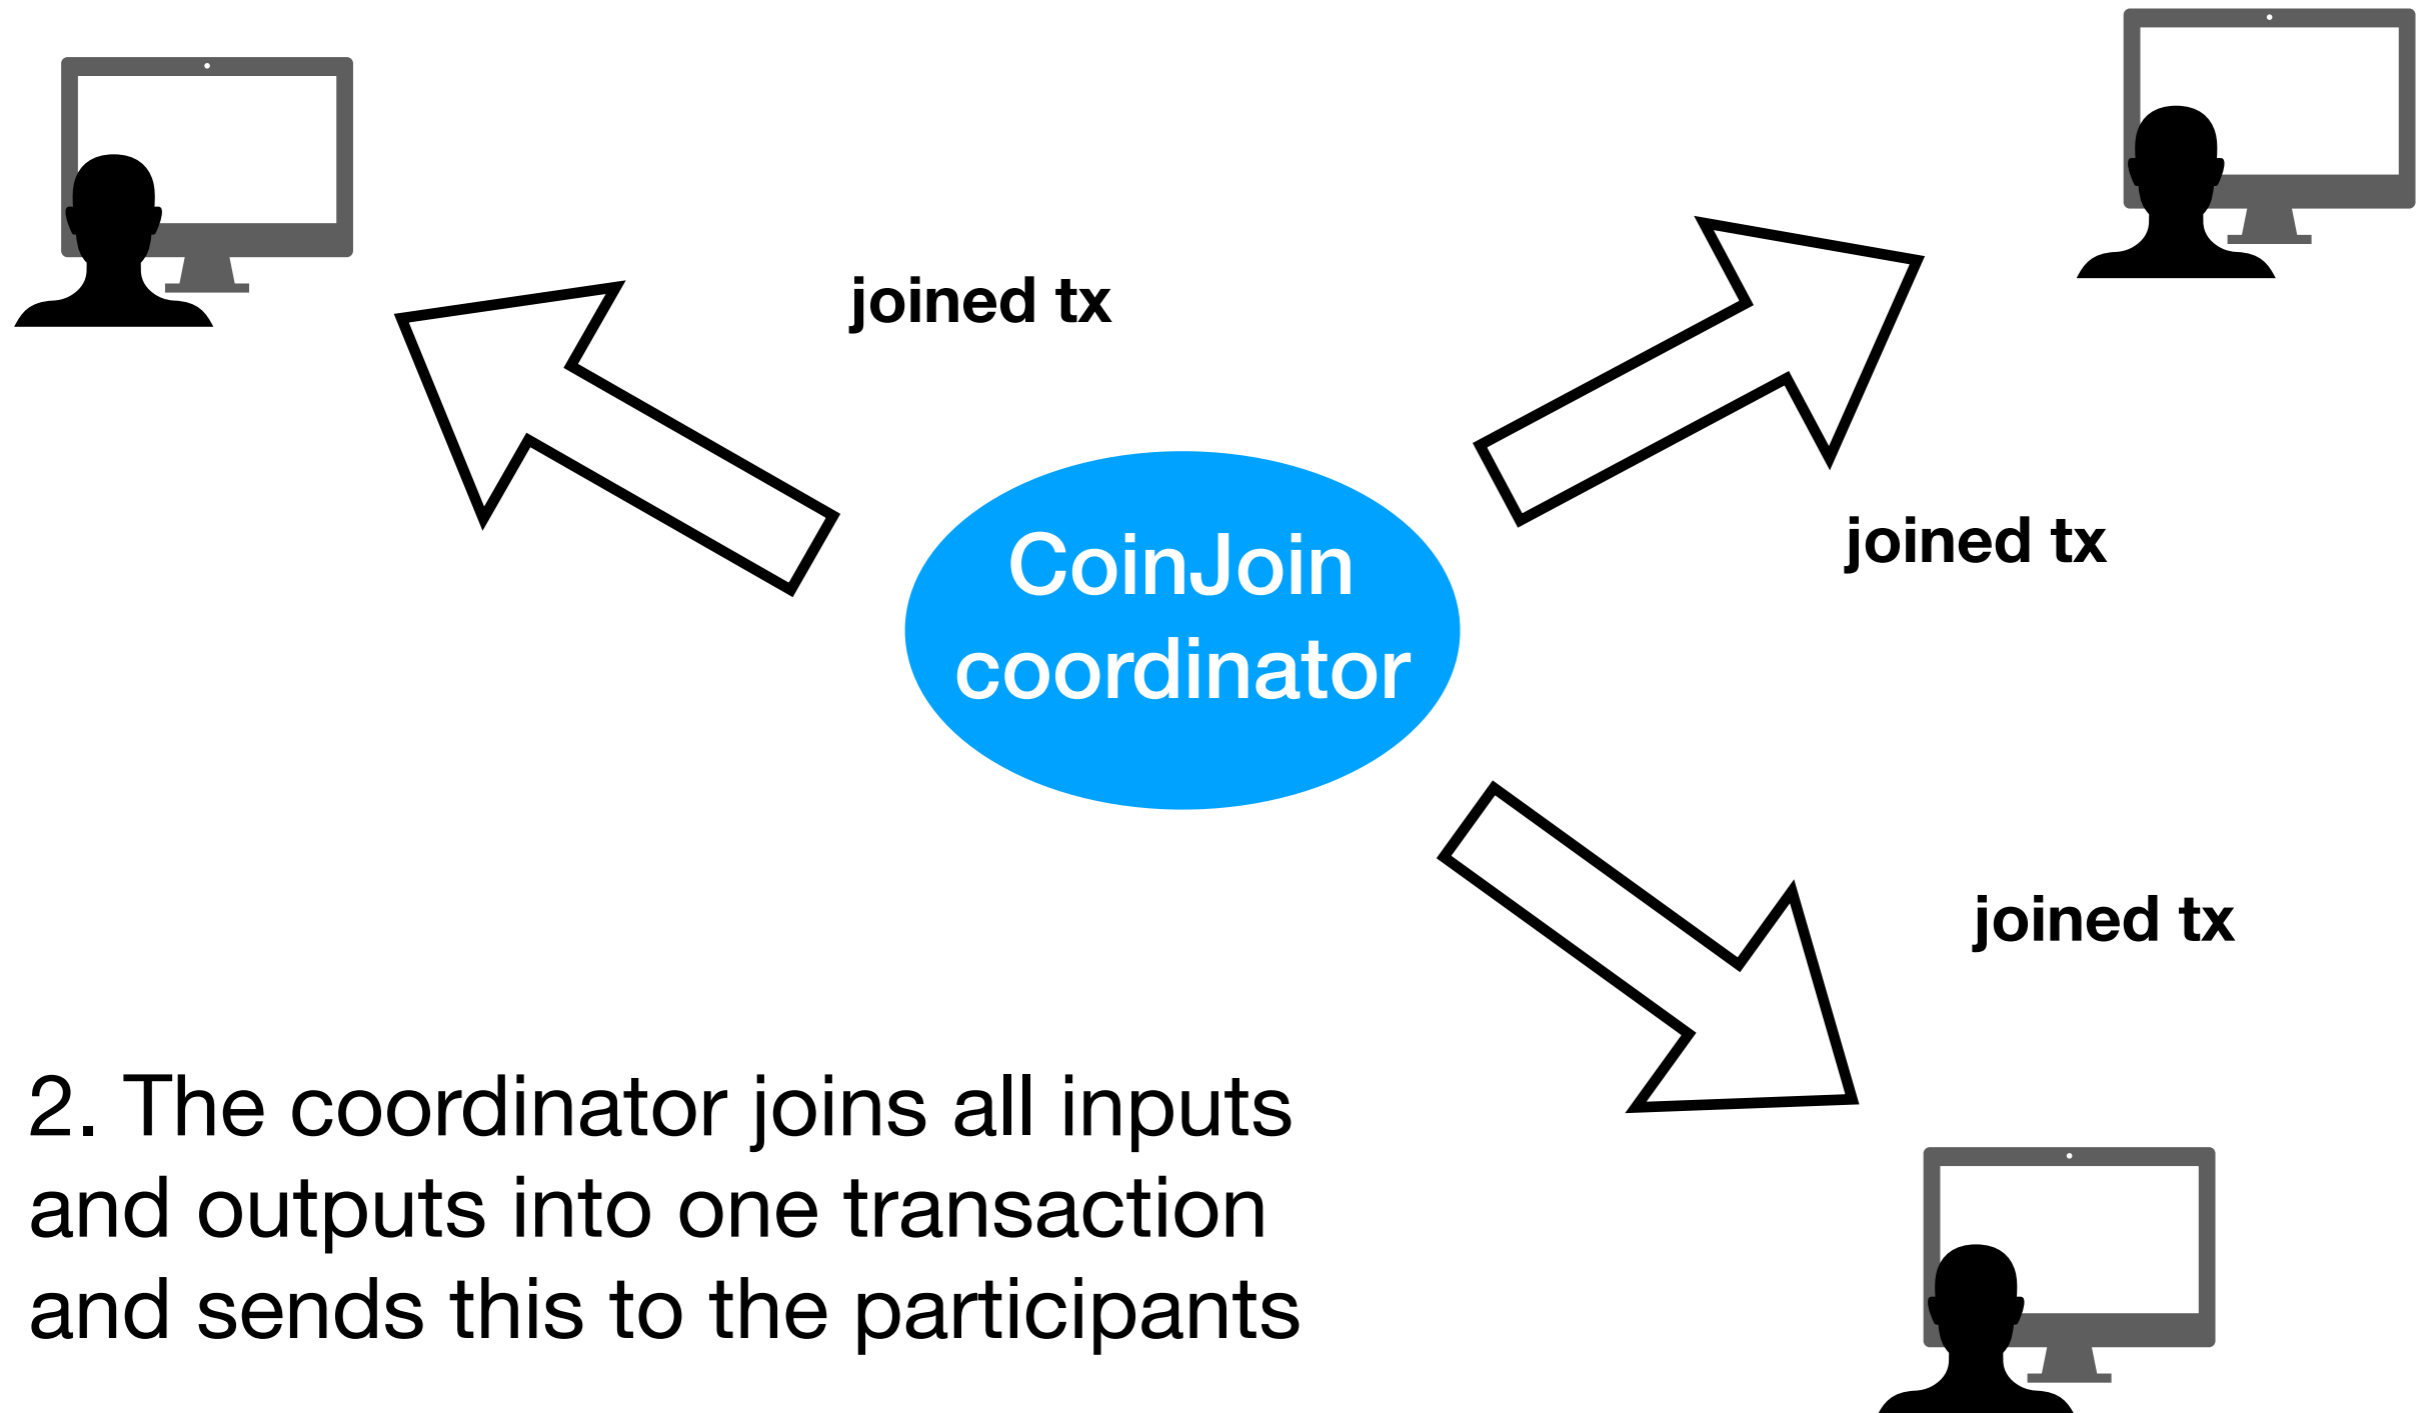 joined tx
joined tx
CoinJoin
coordinator
joined tx
2. The coordinator joins all inputs
and outputs into one transaction
and sends this to the participants